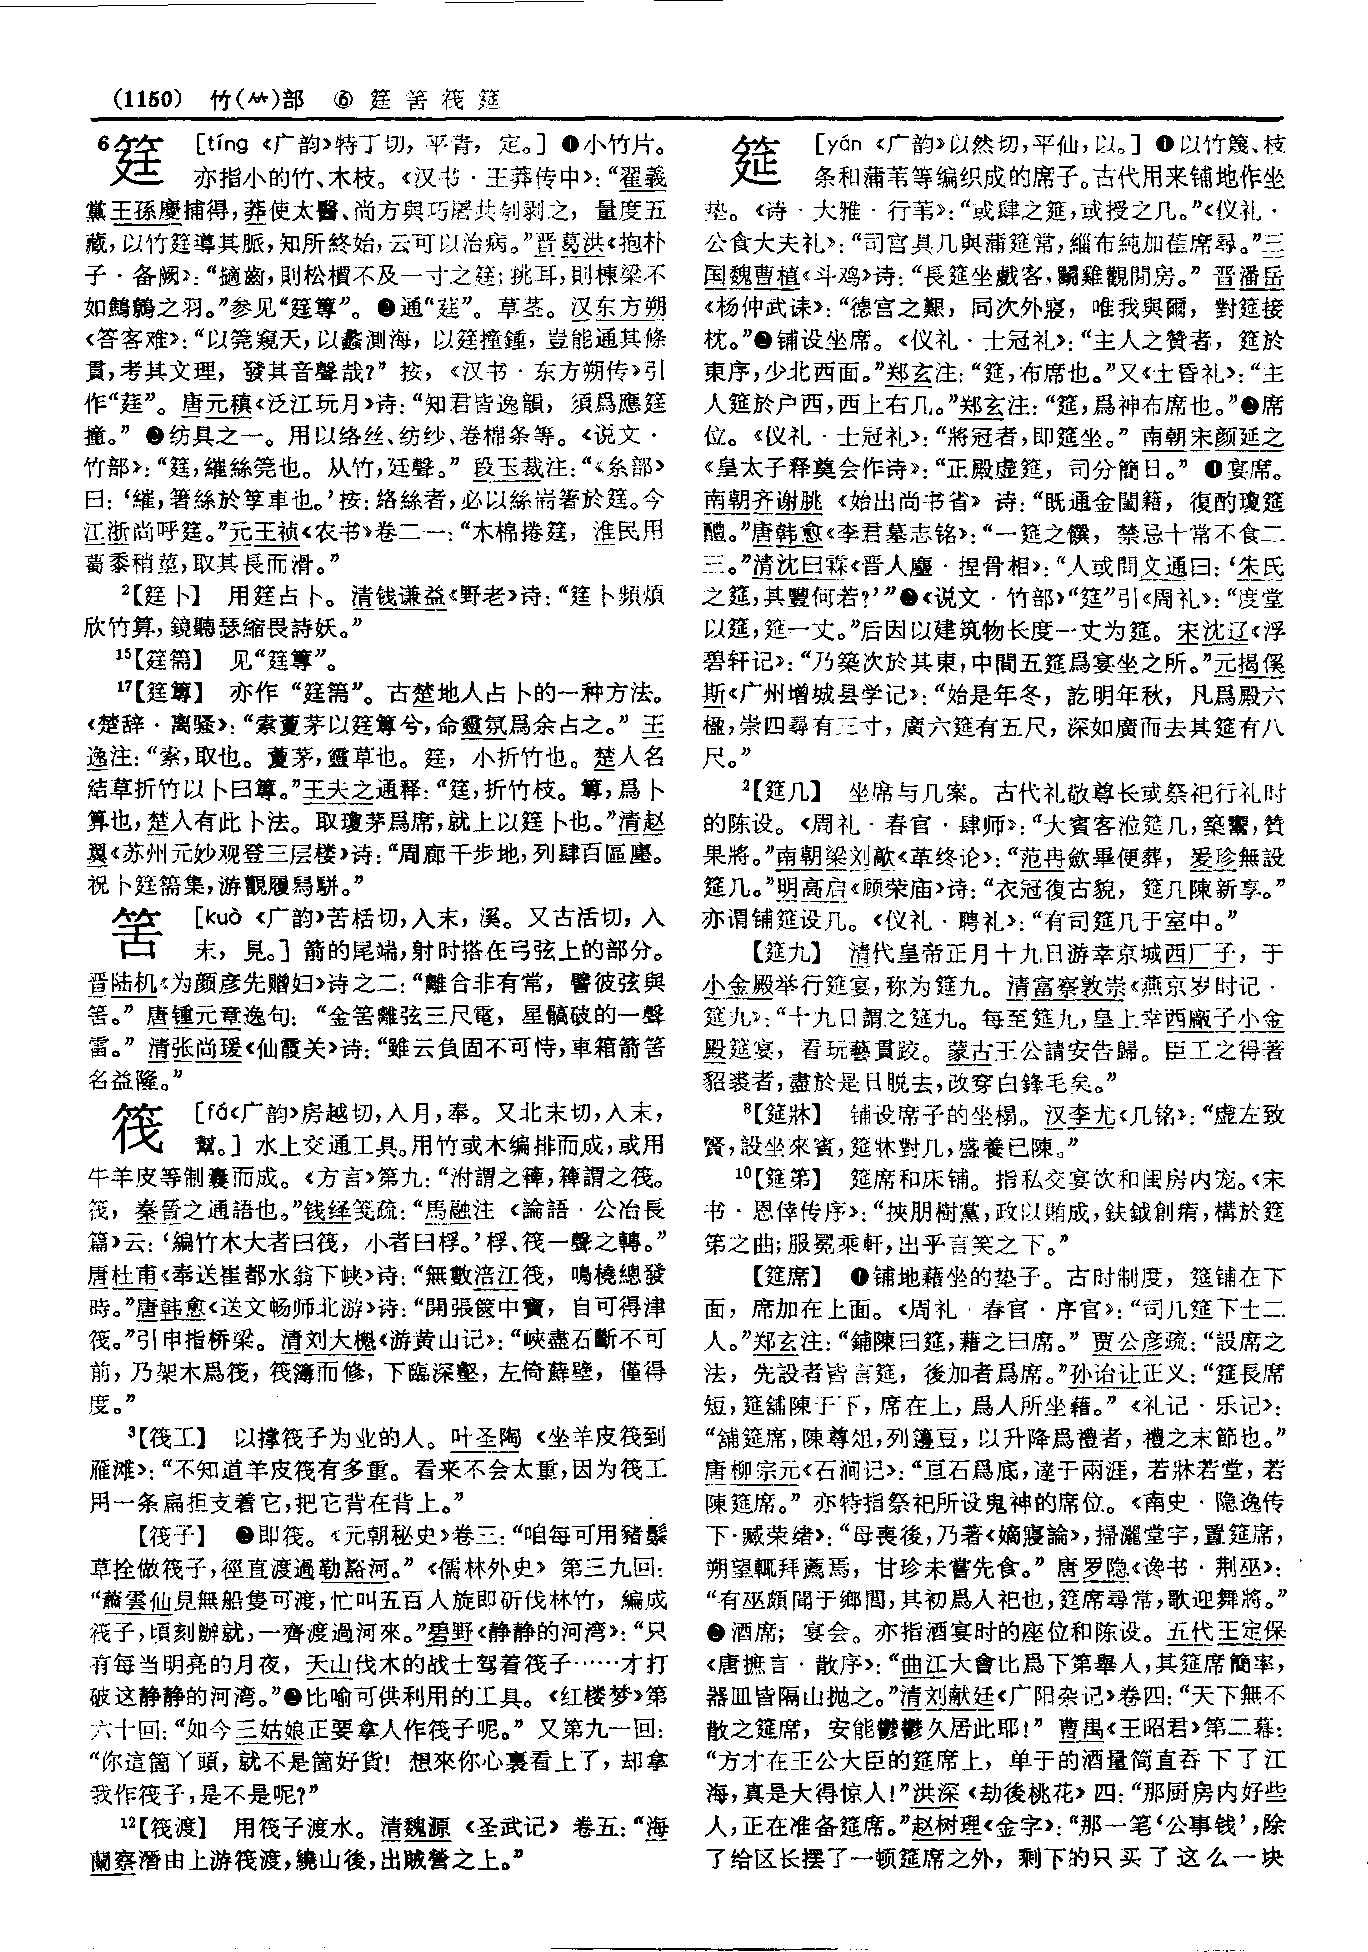 (1150) 竹(⺮)部 ⑥ 筳筈筏筵
6筳 [tíng《广韵》特丁切，平青，定。]❶小竹片。
亦指小的竹、木枝。《汉书·王莽传中》：“翟義
黨王孫慶捕得，莽使太醫、尚方與巧屠共刳剥之，量度五
藏，以竹筳導其脈，知所終始，云可以治病。”晋葛洪《抱朴
子·备阙》：“擿齒，則松櫝不及一寸之筳；挑耳，則棟梁不
如鷦鷯之羽。”参见“筳篿”。❷通“莛”。草茎。汉东方朔
《答客难》：“以筦窺天，以蠡測海，以筳撞鍾，豈能通其條
貫，考其文理，發其音聲哉？”按，《汉书·东方朔传》引
作“莛”。唐元稹《泛江玩月》诗：“知君皆逸韻，須爲應筳
撞。”❸纺具之一。用以络丝、纺纱、卷棉条等。《说文·
竹部》：“筳，繀絲筦也。从竹，廷聲。”段玉裁注：“《糸部》
曰：‘繀，箸絲於筟車也。’按：絡絲者，必以絲耑箸於筳。今
江浙尚呼筳。”元王祯《农书》卷二一：“木棉捲筳，淮民用
蔮黍梢莖，取其長而滑。”
2【筳卜】 用筳占卜。清钱谦益《野老》诗：“筳卜頻煩
欣竹算，鏡聽瑟縮畏詩妖。”
15【筳篅】 见“筳篿”。
17【筳篿】 亦作“筳篅”。古楚地人占卜的一种方法。
《楚辞·离骚》：“索藑茅以筳篿兮，命靈氛爲余占之。”王
逸注：“索，取也。藑茅，靈草也。筳，小折竹也。楚人名
結草折竹以卜曰篿。”王夫之通释：“筳，折竹枝。篿，爲卜
算也，楚人有此卜法。取瓊茅爲席，就上以筳卜也。”清赵
翼《苏州元妙观登三层楼》诗：“周廊千步地，列肆百區廛。
祝卜筳篅集，游觀履舃駢。”
筈 [kuò《广韵》苦栝切，入末，溪。又古活切，入
末，見。]箭的尾端，射时搭在弓弦上的部分。
晋陆机《为颜彦先赠妇》诗之二：“離合非有常，譬彼弦與
筈。”唐锺元章逸句：“金筈離弦三尺電，星髇破的一聲
雷。”清张尚瑗《仙霞关》诗：“雖云負固不可恃，車箱箭筈
名益隆。”
筏 [fá《广韵》房越切，入月，奉。又北末切，入末，
幫。]水上交通工具。用竹或木编排而成，或用
牛羊皮等制囊而成。《方言》第九：“泭謂之䉬，䉬謂之筏。
筏，秦晉之通語也。”钱绎笺疏：“馬融注《論語·公冶長
篇》云：‘編竹木大者曰筏，小者曰桴。’桴、筏一聲之轉。”
唐杜甫《奉送崔都水翁下峡》诗：“無數涪江筏，鳴橈總發
時。”唐韩愈《送文畅师北游》诗：“開張篋中寶，自可得津
筏。”引申指桥梁。清刘大櫆《游黄山记》：“峽盡石斷不可
前，乃架木爲筏，筏簿而修，下臨深壑，左倚蘚壁，僅得
度。”
3【筏工】 以撑筏子为业的人。叶圣陶《坐羊皮筏到
雁滩》：“不知道羊皮筏有多重。看来不会太重，因为筏工
用一条扁担支着它，把它背在背上。”
【筏子】 ❶即筏。《元朝秘史》卷三：“咱每可用豬鬃
草拴做筏子，徑直渡過勒豁河。”《儒林外史》第三九回：
“蕭雲仙見無船隻可渡，忙叫五百人旋即斫伐林竹，編成
筏子，頃刻辦就，一齊渡過河來。”碧野《静静的河湾》：“只
有每当明亮的月夜，天山伐木的战士驾着筏子……才打
破这静静的河湾。”❷比喻可供利用的工具。《红楼梦》第
六十回：“如今三姑娘正要拿人作筏子呢。”又第九一回：
“你這箇丫頭，就不是箇好貨！想來你心裏看上了，却拿
我作筏子，是不是呢？”
12【筏渡】 用筏子渡水。清魏源《圣武记》卷五：“海
蘭察潛由上游筏渡，繞山後，出賊營之上。”
筵 [yán《广韵》以然切，平仙，以。]❶以竹篾、枝
条和蒲苇等编织成的席子。古代用来铺地作坐
垫。《诗·大雅·行苇》：“或肆之筵，或授之几。”《仪礼·
公食大夫礼》：“司宫具几與蒲筵常，緇布純加萑席尋。”三
国魏曹植《斗鸡》诗：“長筵坐戲客，鬭雞觀閒房。”晋潘岳
《杨仲武诔》：“德宫之艱，同次外寢，唯我與爾，對筵接
枕。”❷铺设坐席。《仪礼·士冠礼》：“主人之贊者，筵於
東序，少北西面。”郑玄注：“筵，布席也。”又《士昏礼》：“主
人筵於户西，西上右几。”郑玄注：“筵，爲神布席也。”❸席
位。《仪礼·士冠礼》：“將冠者，即筵坐。”南朝宋颜延之
《皇太子释奠会作诗》：“正殿虚筵，司分簡日。”❹宴席。
南朝齐谢朓《始出尚书省》诗：“既通金閨籍，復酌瓊筵
醴。”唐韩愈《李君墓志铭》：“一筵之饌，禁忌十常不食二
三。”清沈曰霖《晋人麈·捏骨相》：“人或問文通曰：‘朱氏
之筵，其豐何若？’”❺《说文·竹部》“筵”引《周礼》：“度堂
以筵，筵一丈。”后因以建筑物长度一丈为筵。宋沈辽《浮
碧轩记》：“乃築次於其東，中間五筵爲宴坐之所。”元揭傒
斯《广州增城县学记》：“始是年冬，訖明年秋，凡爲殿六
楹，崇四尋有三寸，廣六筵有五尺，深如廣而去其筵有八
尺。”
2【筵几】 坐席与几案。古代礼敬尊长或祭祀行礼时
的陈设。《周礼·春官·肆师》：“大賓客涖筵几，築鬻，贊
果將。”南朝梁刘歊《革终论》：“范冉歛畢便葬，爰珍無設
筵几。”明高启《顾荣庙》诗：“衣冠復古貌，筵几陳新享。”
亦谓铺筵设几。《仪礼·聘礼》：“有司筵几于室中。”
【筵九】 清代皇帝正月十九日游幸京城西厂子，于
小金殿举行筵宴，称为筵九。清富察敦崇《燕京岁时记·
筵九》：“十九日謂之筵九。每至筵九，皇上幸西廠子小金
殿筵宴，看玩藝貫跤。蒙古王公請安告歸。臣工之得著
貂裘者，盡於是日脱去，改穿白鋒毛矣。”
8【筵牀】 铺设席子的坐榻。汉李尤《几铭》：“虚左致
賢，設坐來賓，筵牀對几，盛養已陳。”
10【筵笫】 筵席和床铺。指私交宴饮和闺房内宠。《宋
书·恩倖传序》：“挾朋樹黨，政以賄成，鈇鉞創痏，構於筵
笫之曲；服冕乘軒，出乎言笑之下。”
【筵席】 ❶铺地藉坐的垫子。古时制度，筵铺在下
面，席加在上面。《周礼·春官·序官》：“司几筵下士二
人。”郑玄注：“鋪陳曰筵，藉之曰席。”贾公彦疏：“設席之
法，先設者皆言筵，後加者爲席。”孙诒让正义：“筵長席
短，筵舖陳于下，席在上，爲人所坐藉。”《礼记·乐记》：
“舖筵席，陳尊俎，列籩豆，以升降爲禮者，禮之末節也。”
唐柳宗元《石涧记》：“亘石爲底，達于兩涯，若牀若堂，若
陳筵席。”亦特指祭祀所设鬼神的席位。《南史·隐逸传
下·臧荣绪》：“母喪後，乃著《嫡寢論》，掃灑堂宇，置筵席，
朔望輒拜薦焉，甘珍未嘗先食。”唐罗隐《谗书·荆巫》：
“有巫頗聞于鄉閭，其初爲人祀也，筵席尋常，歌迎舞將。”
❷酒席；宴会。亦指酒宴时的座位和陈设。五代王定保
《唐摭言·散序》：“曲江大會比爲下第舉人，其筵席簡率，
器皿皆隔山抛之。”清刘献廷《广阳杂记》卷四：“天下無不
散之筵席，安能鬱鬱久居此耶！”曹禺《王昭君》第二幕：
“方才在王公大臣的筵席上，单于的酒量简直吞下了江
海，真是大得惊人！”洪深《劫後桃花》四：“那厨房内好些
人，正在准备筵席。”赵树理《金字》：“那一笔‘公事钱’，除
了给区长摆了一顿筵席之外，剩下的只买了这么一块